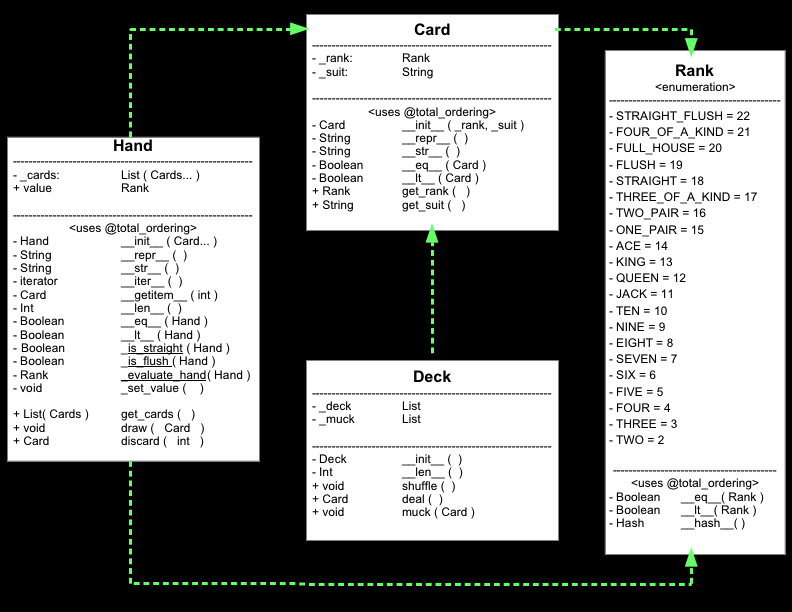 Card
- _rank: Rank
- _suit: String
<uses @total_ordering>
- Card __init__ ( _rank, _suit )
- String __repr__ ( )
- String __str__ ( )
- Boolean __eq__ ( Card )
- Boolean __lt__ ( Card )
+ Rank get_rank ( )
+ String get_suit ( )
Rank
<enumeration>
- STRAIGHT_FLUSH = 22
- FOUR_OF_A_KIND = 21
- FULL_HOUSE = 20
- FLUSH = 19
- STRAIGHT = 18
- THREE_OF_A_KIND = 17
- TWO_PAIR = 16
- ONE_PAIR = 15
- ACE = 14
- KING = 13
- QUEEN = 12
- JACK = 11
- TEN = 10
- NINE = 9
- EIGHT = 8
- SEVEN = 7
- SIX = 6
- FIVE = 5
- FOUR = 4
- THREE = 3
- TWO = 2
<uses @total_ordering>
- Boolean __eq__( Rank )
- Boolean __lt__( Rank )
- Hash __hash__( )
Hand
- _cards: List ( Cards... )
+ value Rank
<uses @total_ordering>
- Hand __init__ ( Card... )
- String __repr__ ( )
- String __str__ ( )
- iterator __iter__ ( )
- Card __getitem__ ( int )
- Int __len__ ( )
- Boolean __eq__ ( Hand )
- Boolean __lt__ ( Hand )
- Boolean _is_straight ( Hand )
- Boolean _is_flush ( Hand )
- Rank _evaluate_hand( Hand )
- void _set_value ( )
+ List( Cards ) get_cards ( )
+ void draw ( Card )
+ Card discard ( int )
Deck
- _deck List
- _muck List
- Deck __init__ ( )
- Int __len__ ( )
+ void shuffle ( )
+ Card deal ( )
+ void muck ( Card )